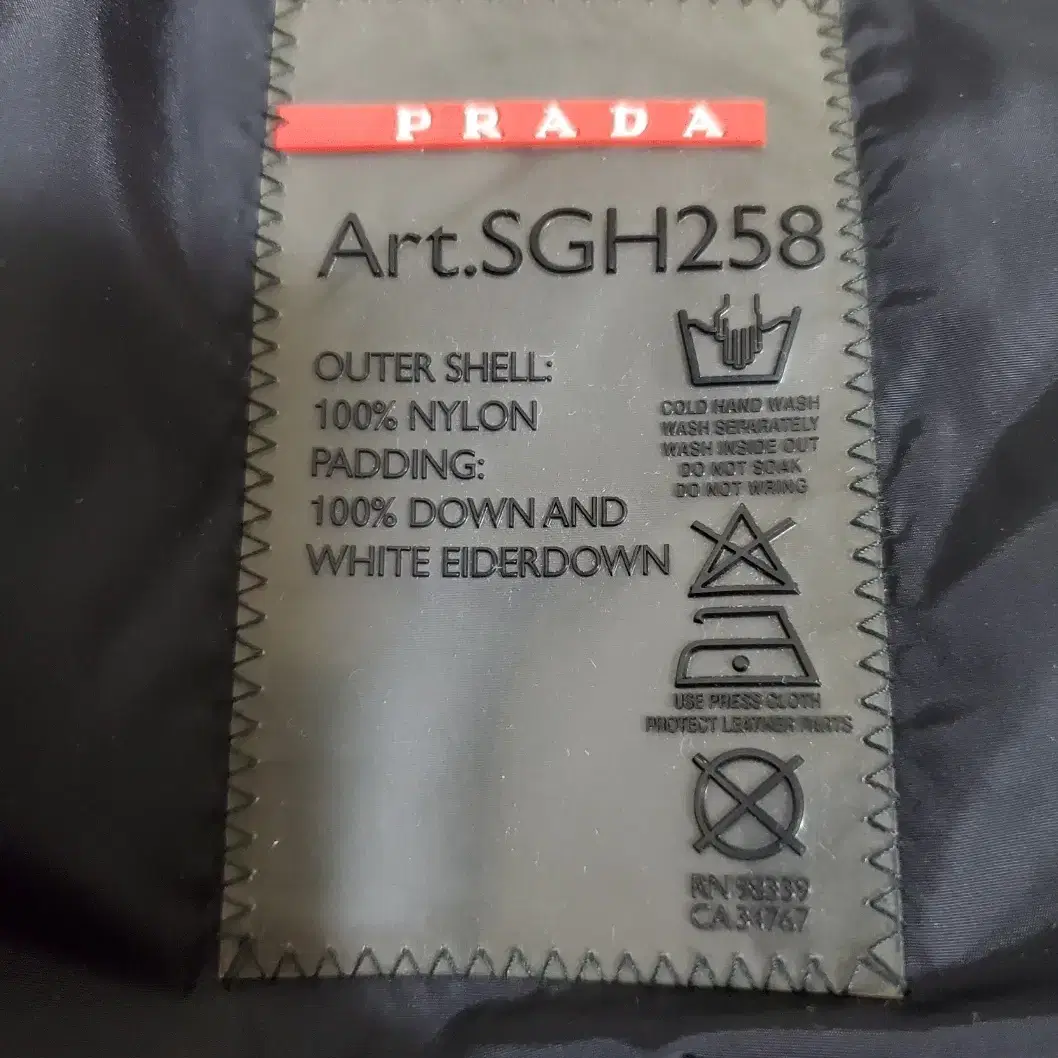 PRADA
Art.SGH258
OUTER SHELL:
100% NYLON
PADDING:
100% DOWN AND
WHITE EIDERDOWN
COLD HAND WASH
WASH SEPARATELY
WASH INSIDE OUT
DO NOT SOAK
DO NOT WRING
USE PRESS CLOTH
PROTECT LEATHER PARTS
RN 98339
CA 34767